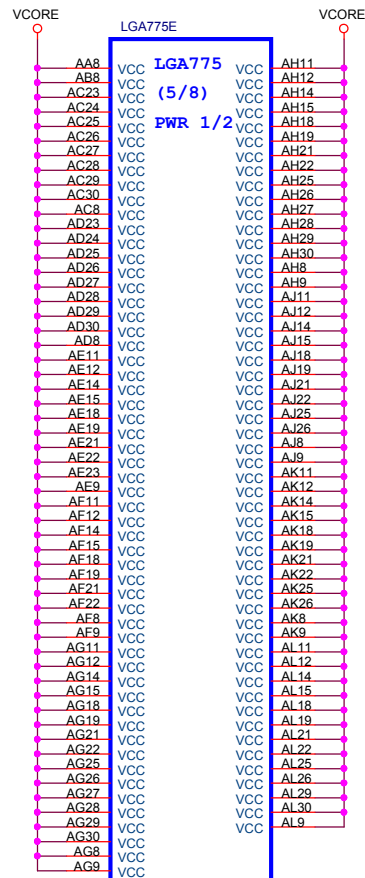 VCORE VCORE
LGA775E
AA8 VCC LGA775 VCC AH11
AB8 VCC VCC AH12
AC23 VCC (5/8) VCC AH14
AC24 VCC VCC AH15
AC25 VCC PWR 1/2 VCC AH18
AC26 VCC VCC AH19
AC27 VCC VCC AH21
AC28 VCC VCC AH22
AC29 VCC VCC AH25
AC30 VCC VCC AH26
AC8 VCC VCC AH27
AD23 VCC VCC AH28
AD24 VCC VCC AH29
AD25 VCC VCC AH30
AD26 VCC VCC AH8
AD27 VCC VCC AH9
AD28 VCC VCC AJ11
AD29 VCC VCC AJ12
AD30 VCC VCC AJ14
AD8 VCC VCC AJ15
AE11 VCC VCC AJ18
AE12 VCC VCC AJ19
AE14 VCC VCC AJ21
AE15 VCC VCC AJ22
AE18 VCC VCC AJ25
AE19 VCC VCC AJ26
AE21 VCC VCC AJ8
AE22 VCC VCC AJ9
AE23 VCC VCC AK11
AE9 VCC VCC AK12
AF11 VCC VCC AK14
AF12 VCC VCC AK15
AF14 VCC VCC AK18
AF15 VCC VCC AK19
AF18 VCC VCC AK21
AF19 VCC VCC AK22
AF21 VCC VCC AK25
AF22 VCC VCC AK26
AF8 VCC VCC AK8
AF9 VCC VCC AK9
AG11 VCC VCC AL11
AG12 VCC VCC AL12
AG14 VCC VCC AL14
AG15 VCC VCC AL15
AG18 VCC VCC AL18
AG19 VCC VCC AL19
AG21 VCC VCC AL21
AG22 VCC VCC AL22
AG25 VCC VCC AL25
AG26 VCC VCC AL26
AG27 VCC VCC AL29
AG28 VCC VCC AL30
AG29 VCC VCC AL9
AG30 VCC
AG8 VCC
AG9 VCC